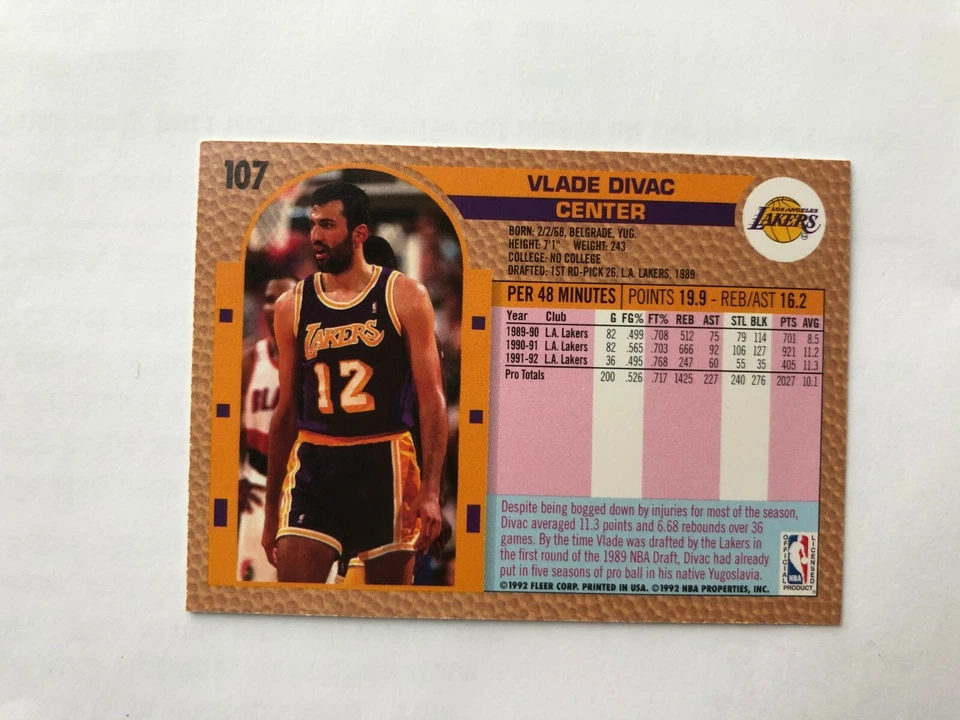 107
VLADE DIVAC
CENTER
LOS ANGELES
LAKERS
BORN: 2/2/68, BELGRADE, YUG.
HEIGHT: 7'1" WEIGHT: 243
COLLEGE: NO COLLEGE
DRAFTED: 1ST RD-PICK 26, L.A. LAKERS, 1989
PER 48 MINUTES POINTS 19.9 - REB/AST 16.2
Year Club G FG% FT% REB AST STL BLK PTS AVG
1989-90 L.A. Lakers 82 .499 .708 512 75 79 114 701 8.5
1990-91 L.A. Lakers 82 .565 .703 666 92 106 127 921 11.2
1991-92 L.A. Lakers 36 .495 .768 247 60 55 35 405 11.3
Pro Totals 200 .526 .717 1425 227 240 276 2027 10.1
LAKERS
12
BLA
Despite being bogged down by injuries for most of the season,
Divac averaged 11.3 points and 6.68 rebounds over 36
games. By the time Vlade was drafted by the Lakers in
the first round of the 1989 NBA Draft, Divac had already
put in five seasons of pro ball in his native Yugoslavia.
OFFICIAL
LICENSED
NBA
PRODUCT
©1992 FLEER CORP. PRINTED IN USA. ©1992 NBA PROPERTIES, INC.